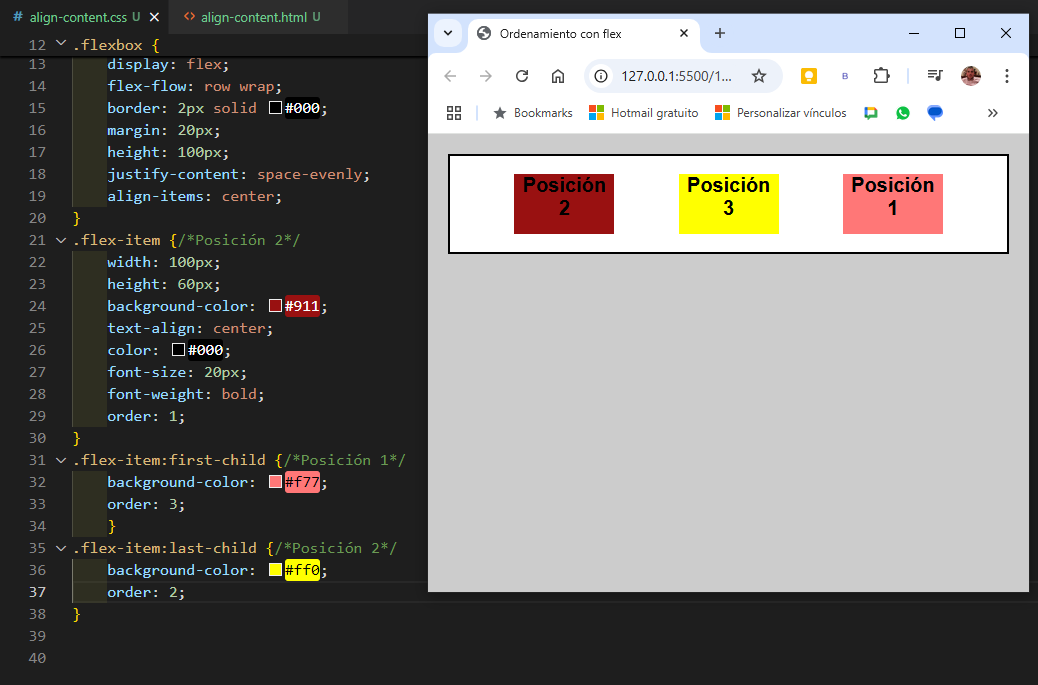 # align-content.css U ×
<> align-content.html U
12 .flexbox {
13 display: flex;
14 flex-flow: row wrap;
15 border: 2px solid #000;
16 margin: 20px;
17 height: 100px;
18 justify-content: space-evenly;
19 align-items: center;
20 }
21 .flex-item {/*Posición 2*/
22 width: 100px;
23 height: 60px;
24 background-color: #911;
25 text-align: center;
26 color: #000;
27 font-size: 20px;
28 font-weight: bold;
29 order: 1;
30 }
31 .flex-item:first-child {/*Posición 1*/
32 background-color: #f77;
33 order: 3;
34 }
35 .flex-item:last-child {/*Posición 2*/
36 background-color: #ff0;
37 order: 2;
38 }
39
40
Ordenamiento con flex
127.0.0.1:5500/1...
B
Bookmarks
Hotmail gratuito
Personalizar vínculos
»
Posición
2
Posición
3
Posición
1